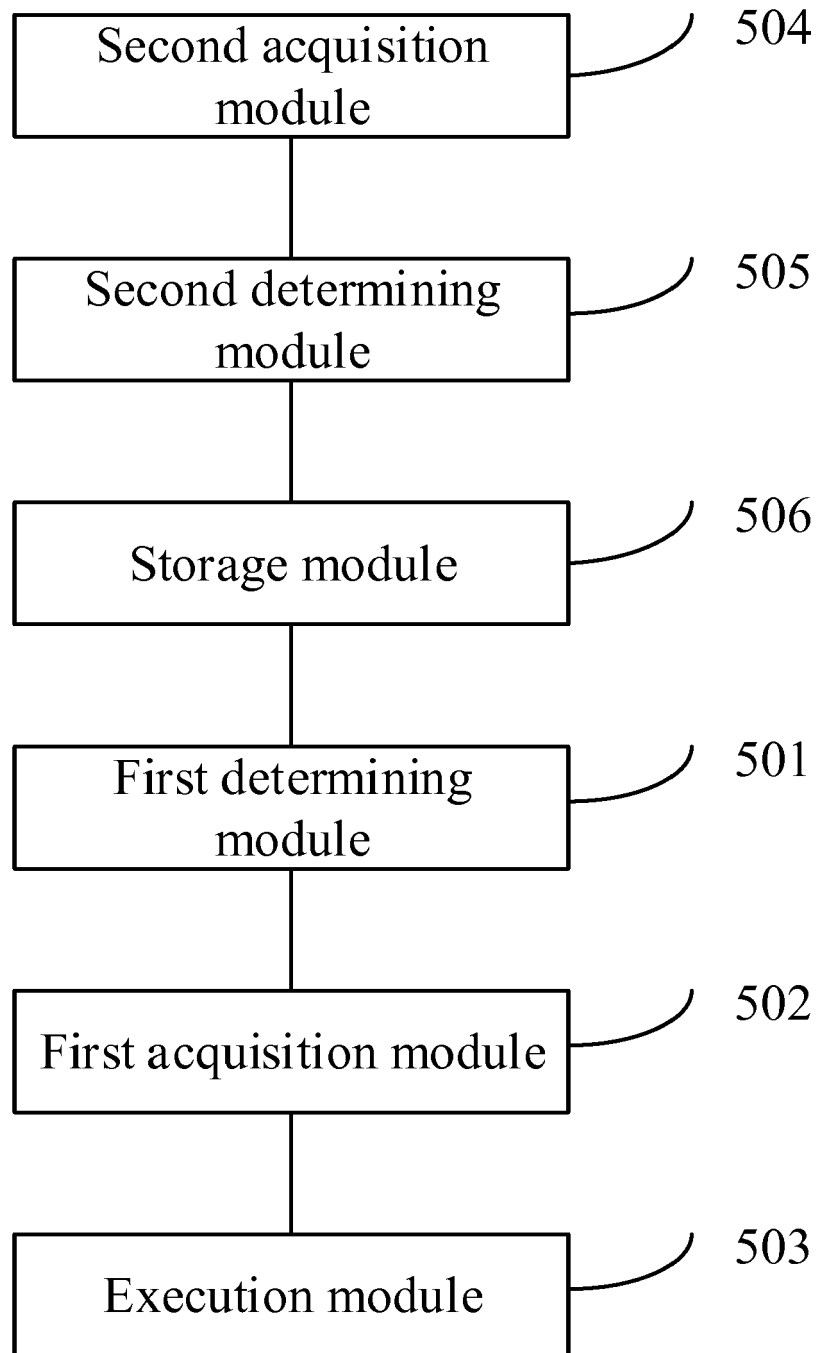 504
Second acquisition
module
505
Second determining
module
506
Storage module
501
First determining
module
502
First acquisition module
503
Execution module